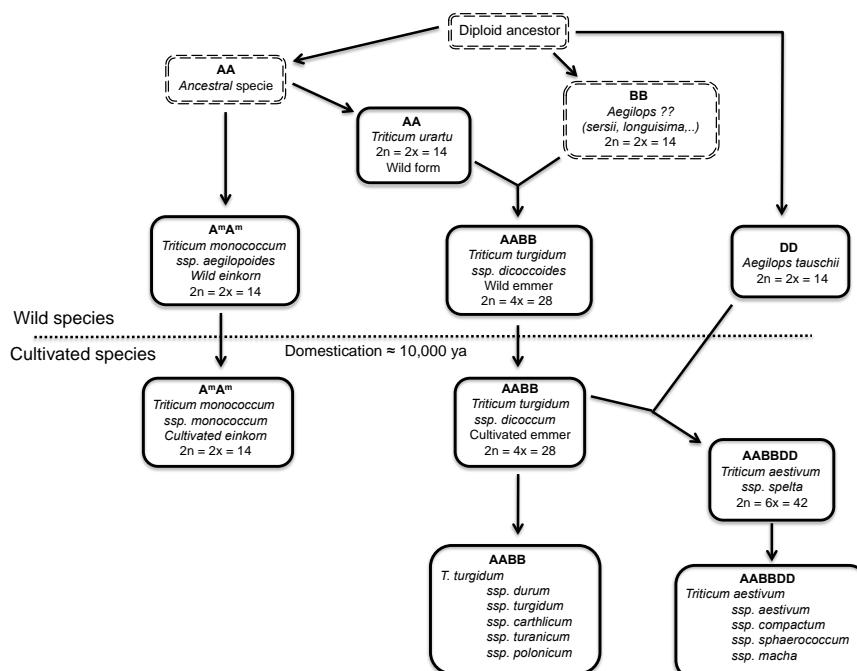 Diploid ancestor
AA
Ancestral specie
AA
Triticum urartu
2n = 2x = 14
Wild form
BB
Aegilops ??
(sersii, longuisima,..)
2n = 2x = 14
AᵐAᵐ
Triticum monococcum
ssp. aegilopoides
Wild einkorn
2n = 2x = 14
AABB
Triticum turgidum
ssp. dicoccoides
Wild emmer
2n = 4x = 28
DD
Aegilops tauschii
2n = 2x = 14
Wild species
Cultivated species
Domestication ≈ 10,000 ya
AᵐAᵐ
Triticum monococcum
ssp. monococcum
Cultivated einkorn
2n = 2x = 14
AABB
Triticum turgidum
ssp. dicoccum
Cultivated emmer
2n = 4x = 28
AABBDD
Triticum aestivum
ssp. spelta
2n = 6x = 42
AABB
T. turgidum
ssp. durum
ssp. turgidum
ssp. carthlicum
ssp. turanicum
ssp. polonicum
AABBDD
Triticum aestivum
ssp. aestivum
ssp. compactum
ssp. sphaerococcum
ssp. macha